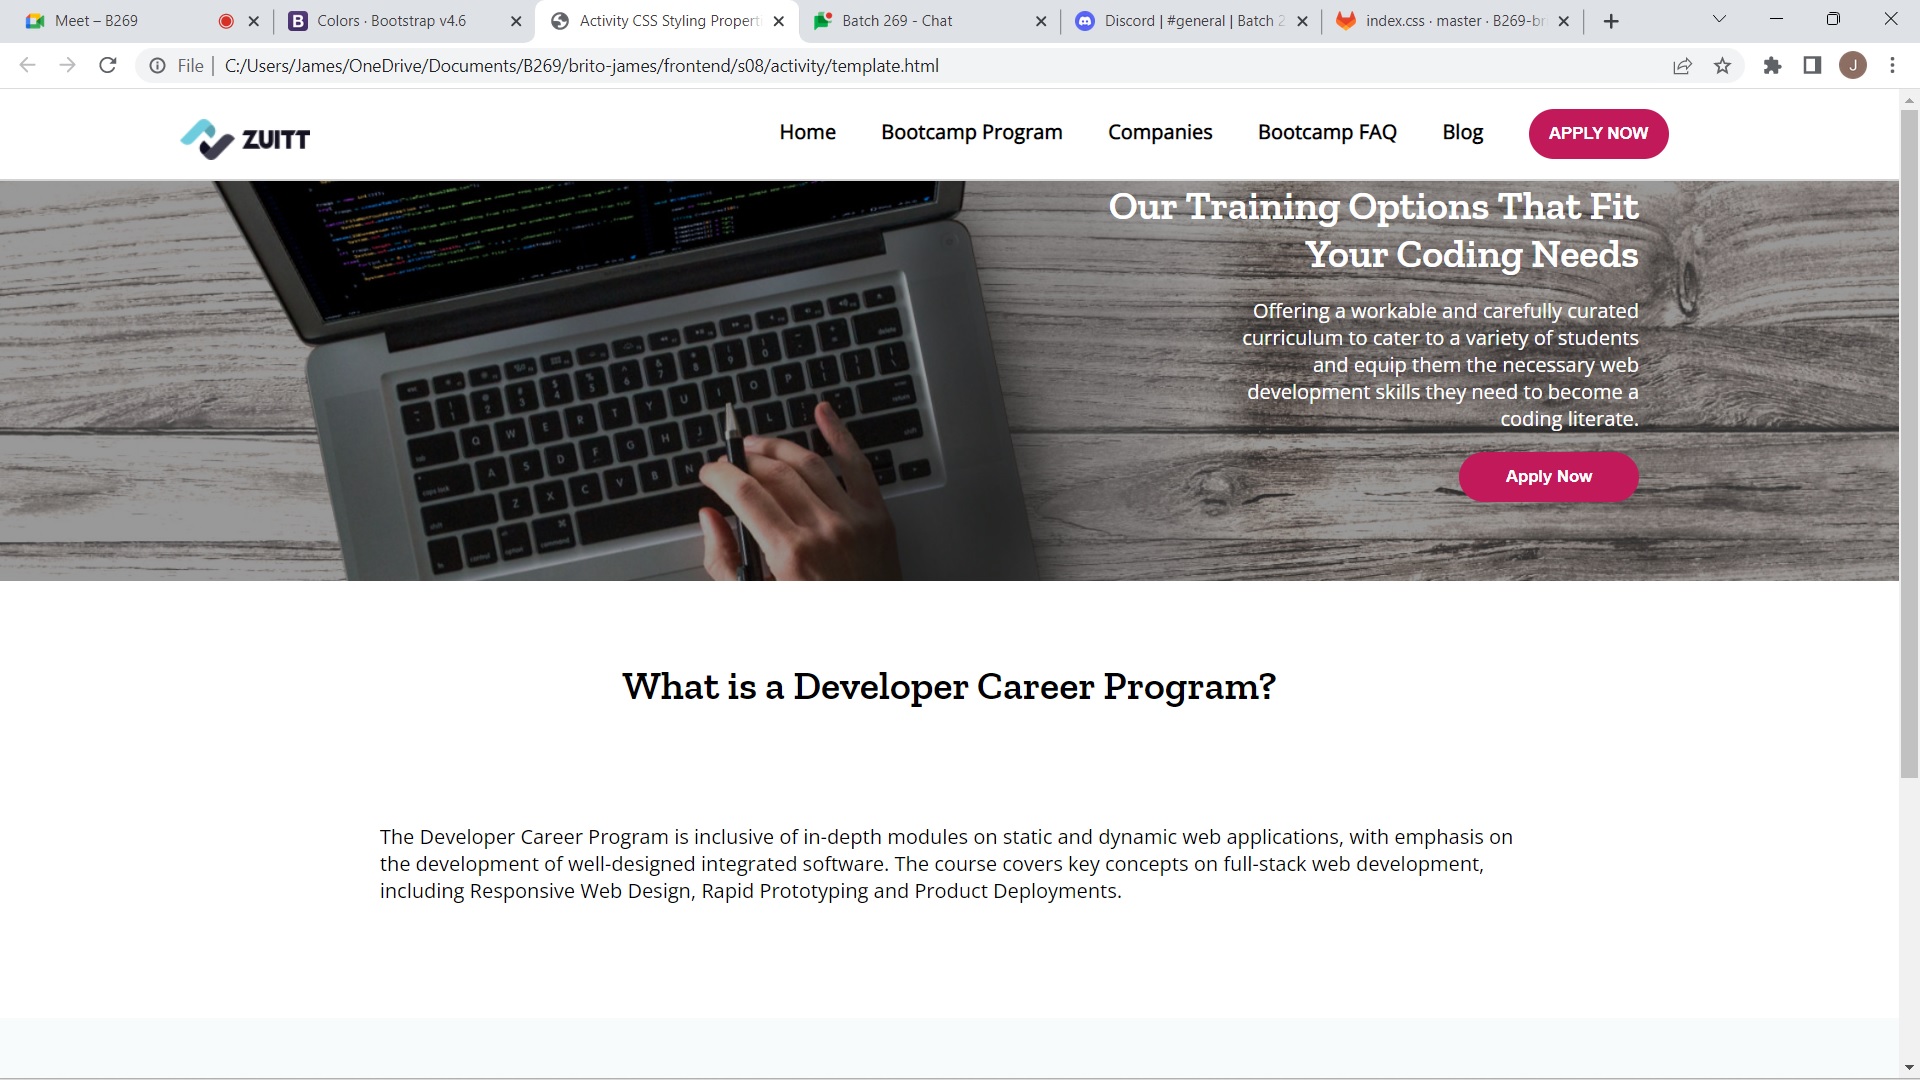 Meet – B269
Colors · Bootstrap v4.6
Activity CSS Styling Propert
Batch 269 - Chat
Discord | #general | Batch 2
index.css · master · B269-br
File
C:/Users/James/OneDrive/Documents/B269/brito-james/frontend/s08/activity/template.html
J
ZUITT
Home
Bootcamp Program
Companies
Bootcamp FAQ
Blog
APPLY NOW
Our Training Options That Fit
Your Coding Needs
Offering a workable and carefully curated
curriculum to cater to a variety of students
and equip them the necessary web
development skills they need to become a
coding literate.
Apply Now
What is a Developer Career Program?
The Developer Career Program is inclusive of in-depth modules on static and dynamic web applications, with emphasis on
the development of well-designed integrated software. The course covers key concepts on full-stack web development,
including Responsive Web Design, Rapid Prototyping and Product Deployments.